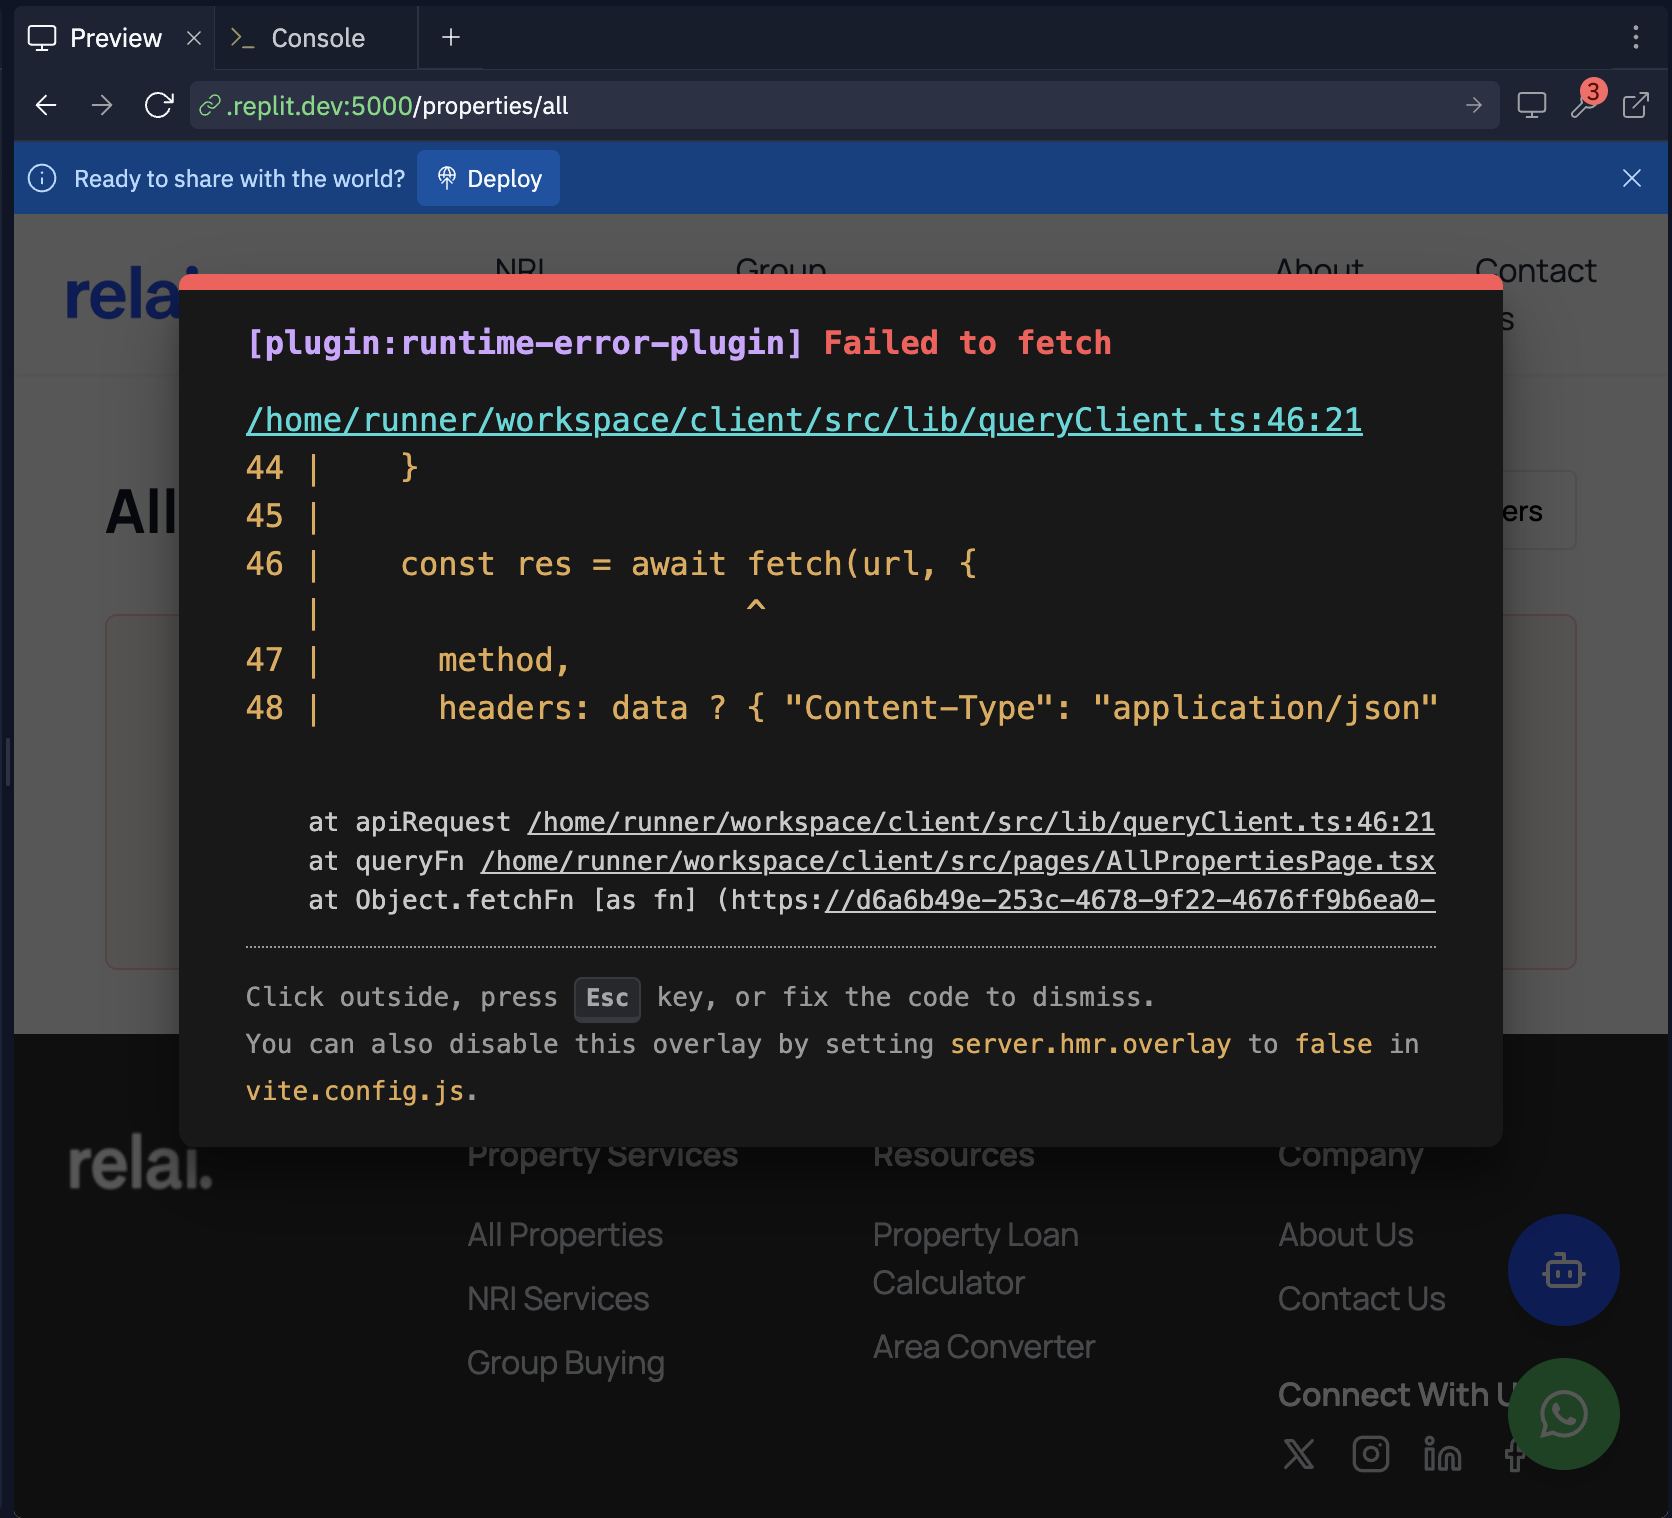 Preview
Console
.replit.dev:5000/properties/all
3
Ready to share with the world?
Deploy
NRI
Group
About
Contact
rela
s
[plugin:runtime-error-plugin] Failed to fetch
/home/runner/workspace/client/src/lib/queryClient.ts:46:21
44 |    }
45 |
46 |    const res = await fetch(url, {
   |                      ^
47 |      method,
48 |      headers: data ? { "Content-Type": "application/json"
All
ers
at apiRequest /home/runner/workspace/client/src/lib/queryClient.ts:46:21
at queryFn /home/runner/workspace/client/src/pages/AllPropertiesPage.tsx
at Object.fetchFn [as fn] (https://d6a6b49e-253c-4678-9f22-4676ff9b6ea0-
Click outside, press Esc key, or fix the code to dismiss.
You can also disable this overlay by setting server.hmr.overlay to false in
vite.config.js.
relai.
Property Services
All Properties
NRI Services
Group Buying
Resources
Property Loan
Calculator
Area Converter
Company
About Us
Contact Us
Connect With U